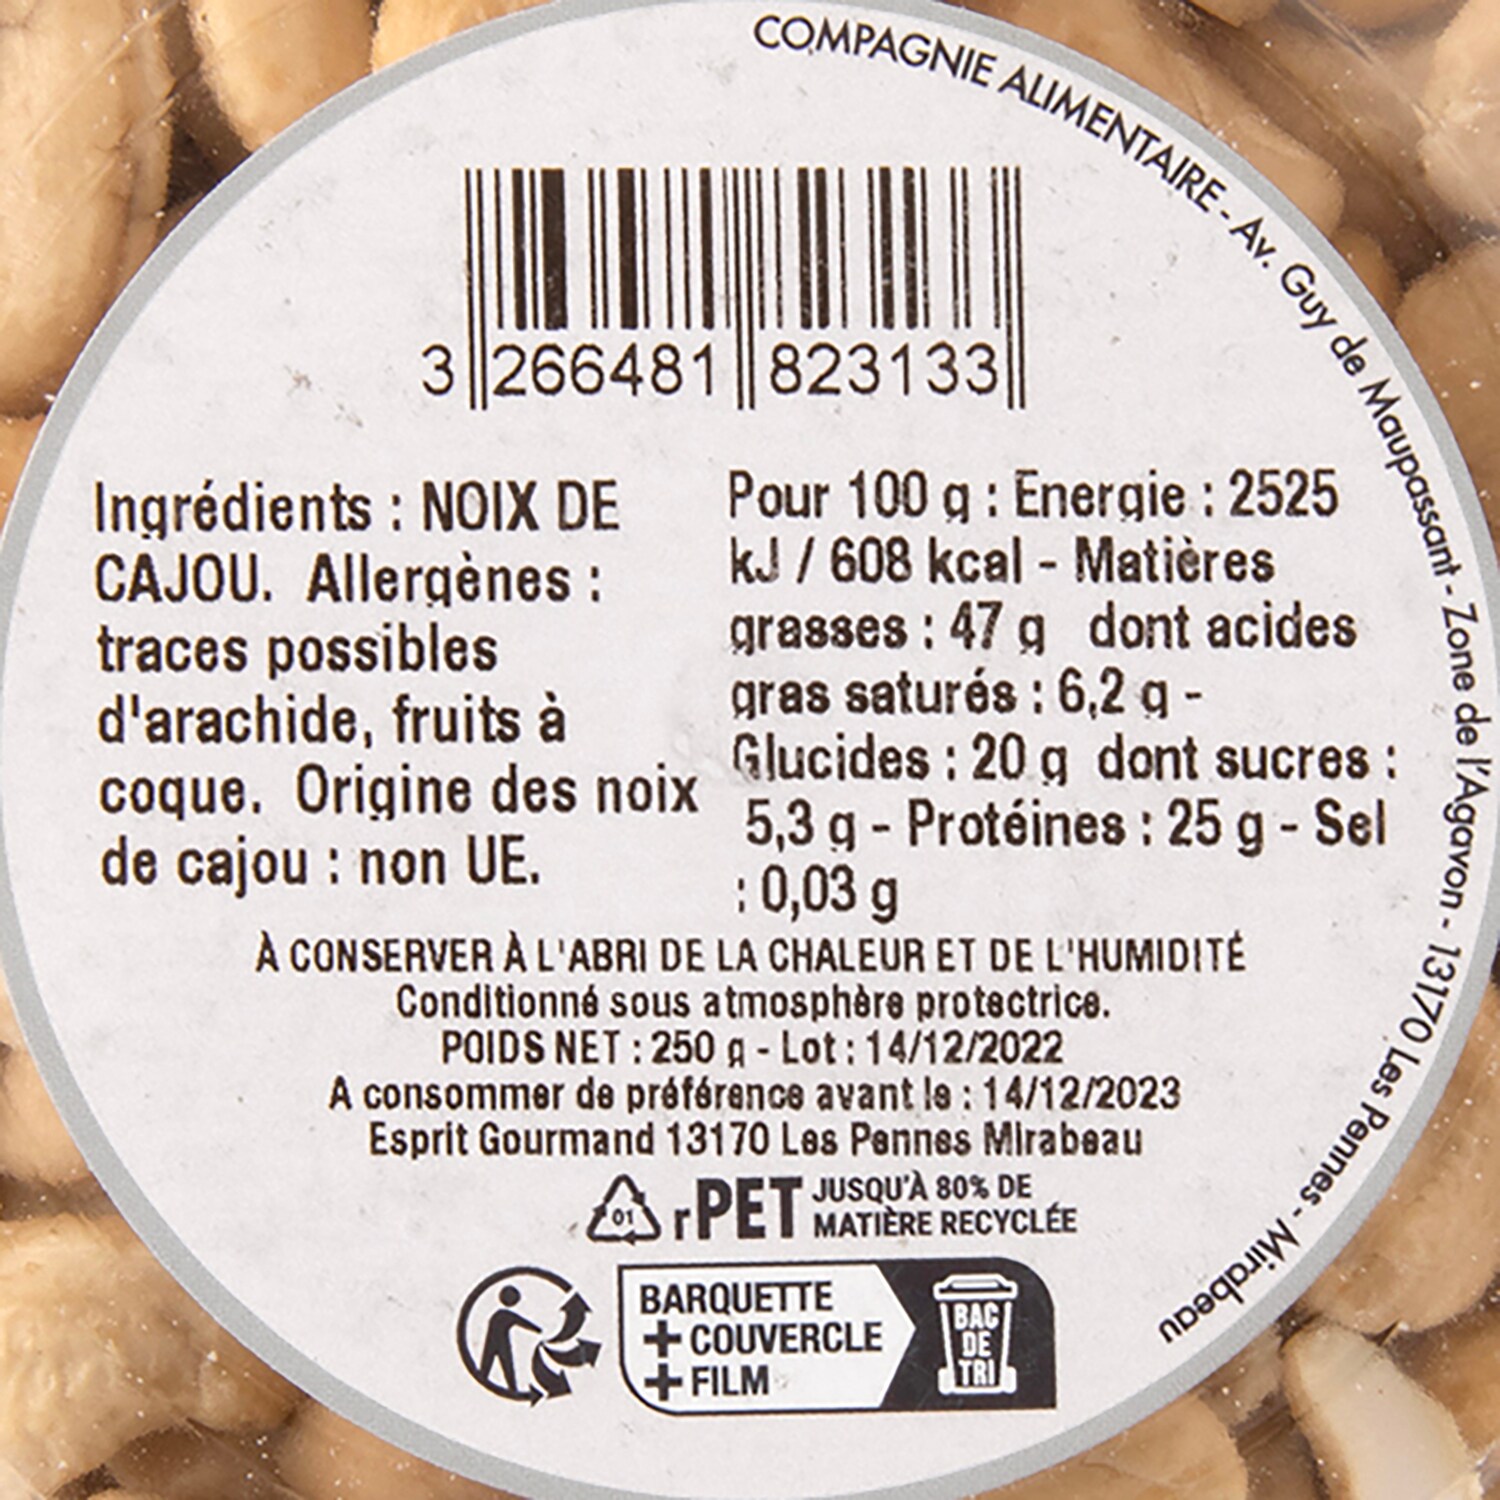 COMPAGNIE ALIMENTAIRE - Av. Guy de Maupassant - Zone de l'Agavon - 13170 Les Pennes - Mirabeau
3 266481 823133
Ingrédients : NOIX DE
CAJOU. Allergènes :
traces possibles
d'arachide, fruits à
coque. Origine des noix
de cajou : non UE.
Pour 100 g : Energie : 2525
kJ / 608 kcal - Matières
grasses : 47 g dont acides
gras saturés : 6,2 g -
Glucides : 20 g dont sucres :
5,3 g - Protéines : 25 g - Sel
: 0,03 g
À CONSERVER À L'ABRI DE LA CHALEUR ET DE L'HUMIDITÉ
Conditionné sous atmosphère protectrice.
POIDS NET : 250 g - Lot : 14/12/2022
A consommer de préférence avant le : 14/12/2023
Esprit Gourmand 13170 Les Pennes Mirabeau
01 rPET JUSQU'À 80% DE
MATIÈRE RECYCLÉE
BARQUETTE
+ COUVERCLE
+ FILM
BAC
DE
TRI